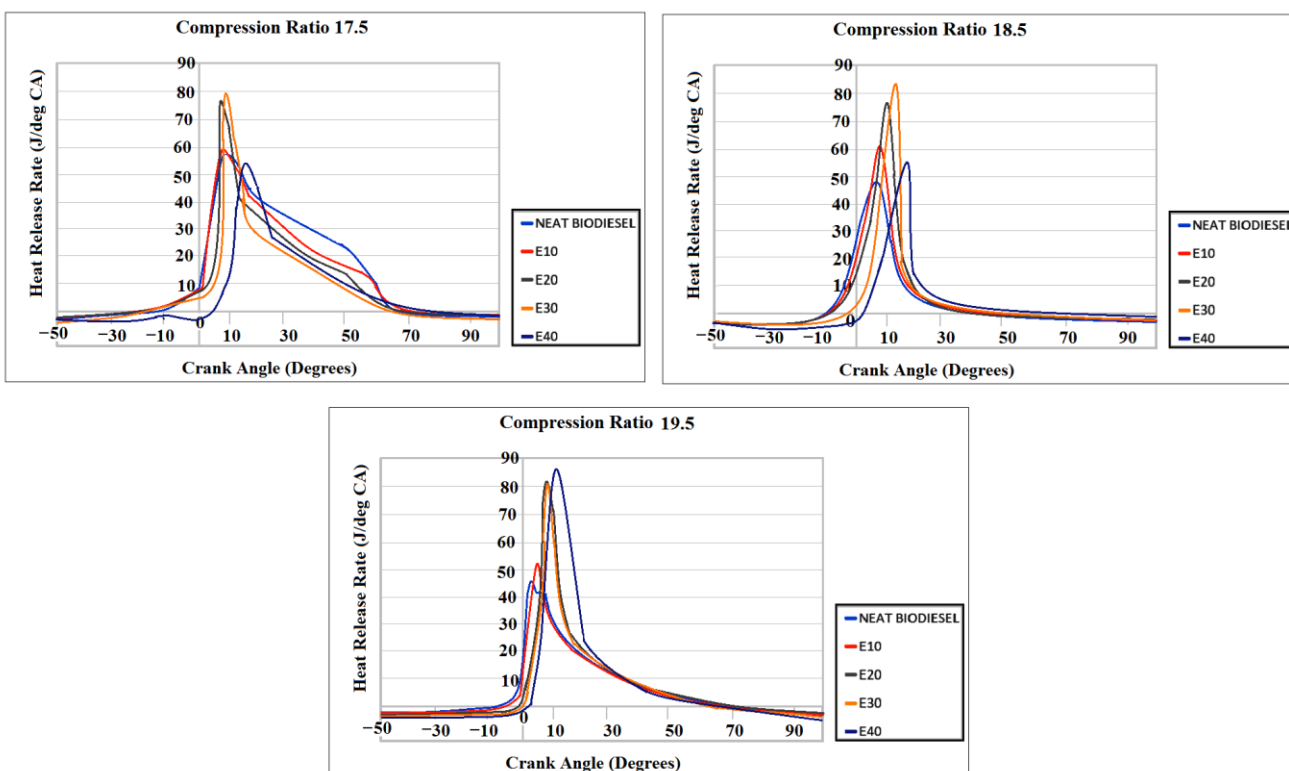 Compression Ratio 17.5
Heat Release Rate (J/deg CA)
90
80
70
60
50
40
30
20
10
0
−50 −30 −10 0 10 30 50 70 90
Crank Angle (Degrees)
NEAT BIODIESEL
E10
E20
E30
E40
Compression Ratio 18.5
Heat Release Rate (J/deg CA)
90
80
70
60
50
40
30
20
10
0
−50 −30 −10 10 30 50 70 90
Crank Angle (Degrees)
NEAT BIODIESEL
E10
E20
E30
E40
Compression Ratio 19.5
Heat Release Rate (J/deg CA)
90
80
70
60
50
40
30
20
10
0
−50 −30 −10 10 30 50 70 90
Crank Angle (Degrees)
NEAT BIODIESEL
E10
E20
E30
E40